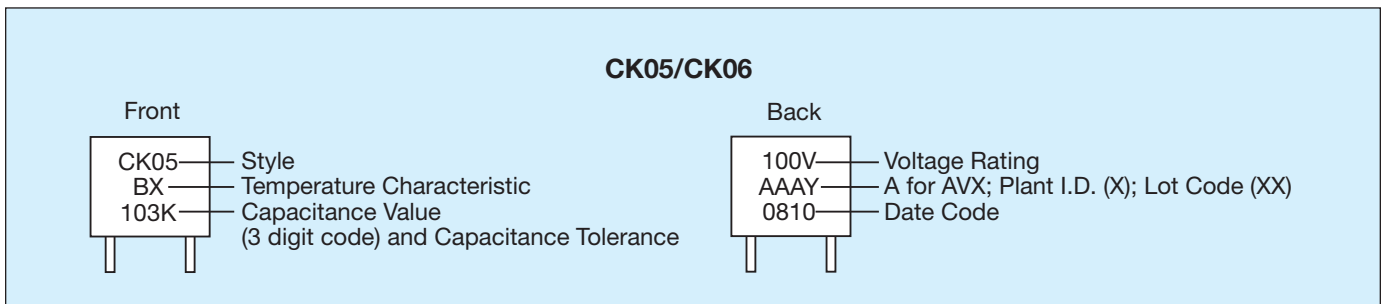 CK05/CK06
Front
CK05 Style
BX Temperature Characteristic
103K Capacitance Value
(3 digit code) and Capacitance Tolerance
Back
100V Voltage Rating
AAAY A for AVX; Plant I.D. (X); Lot Code (XX)
0810 Date Code